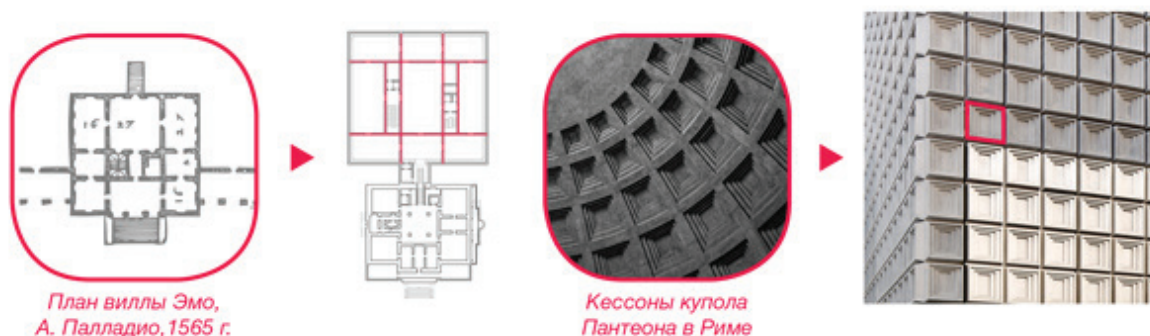 План виллы Эмо,
А. Палладио, 1565 г.
Кессоны купола
Пантеона в Риме